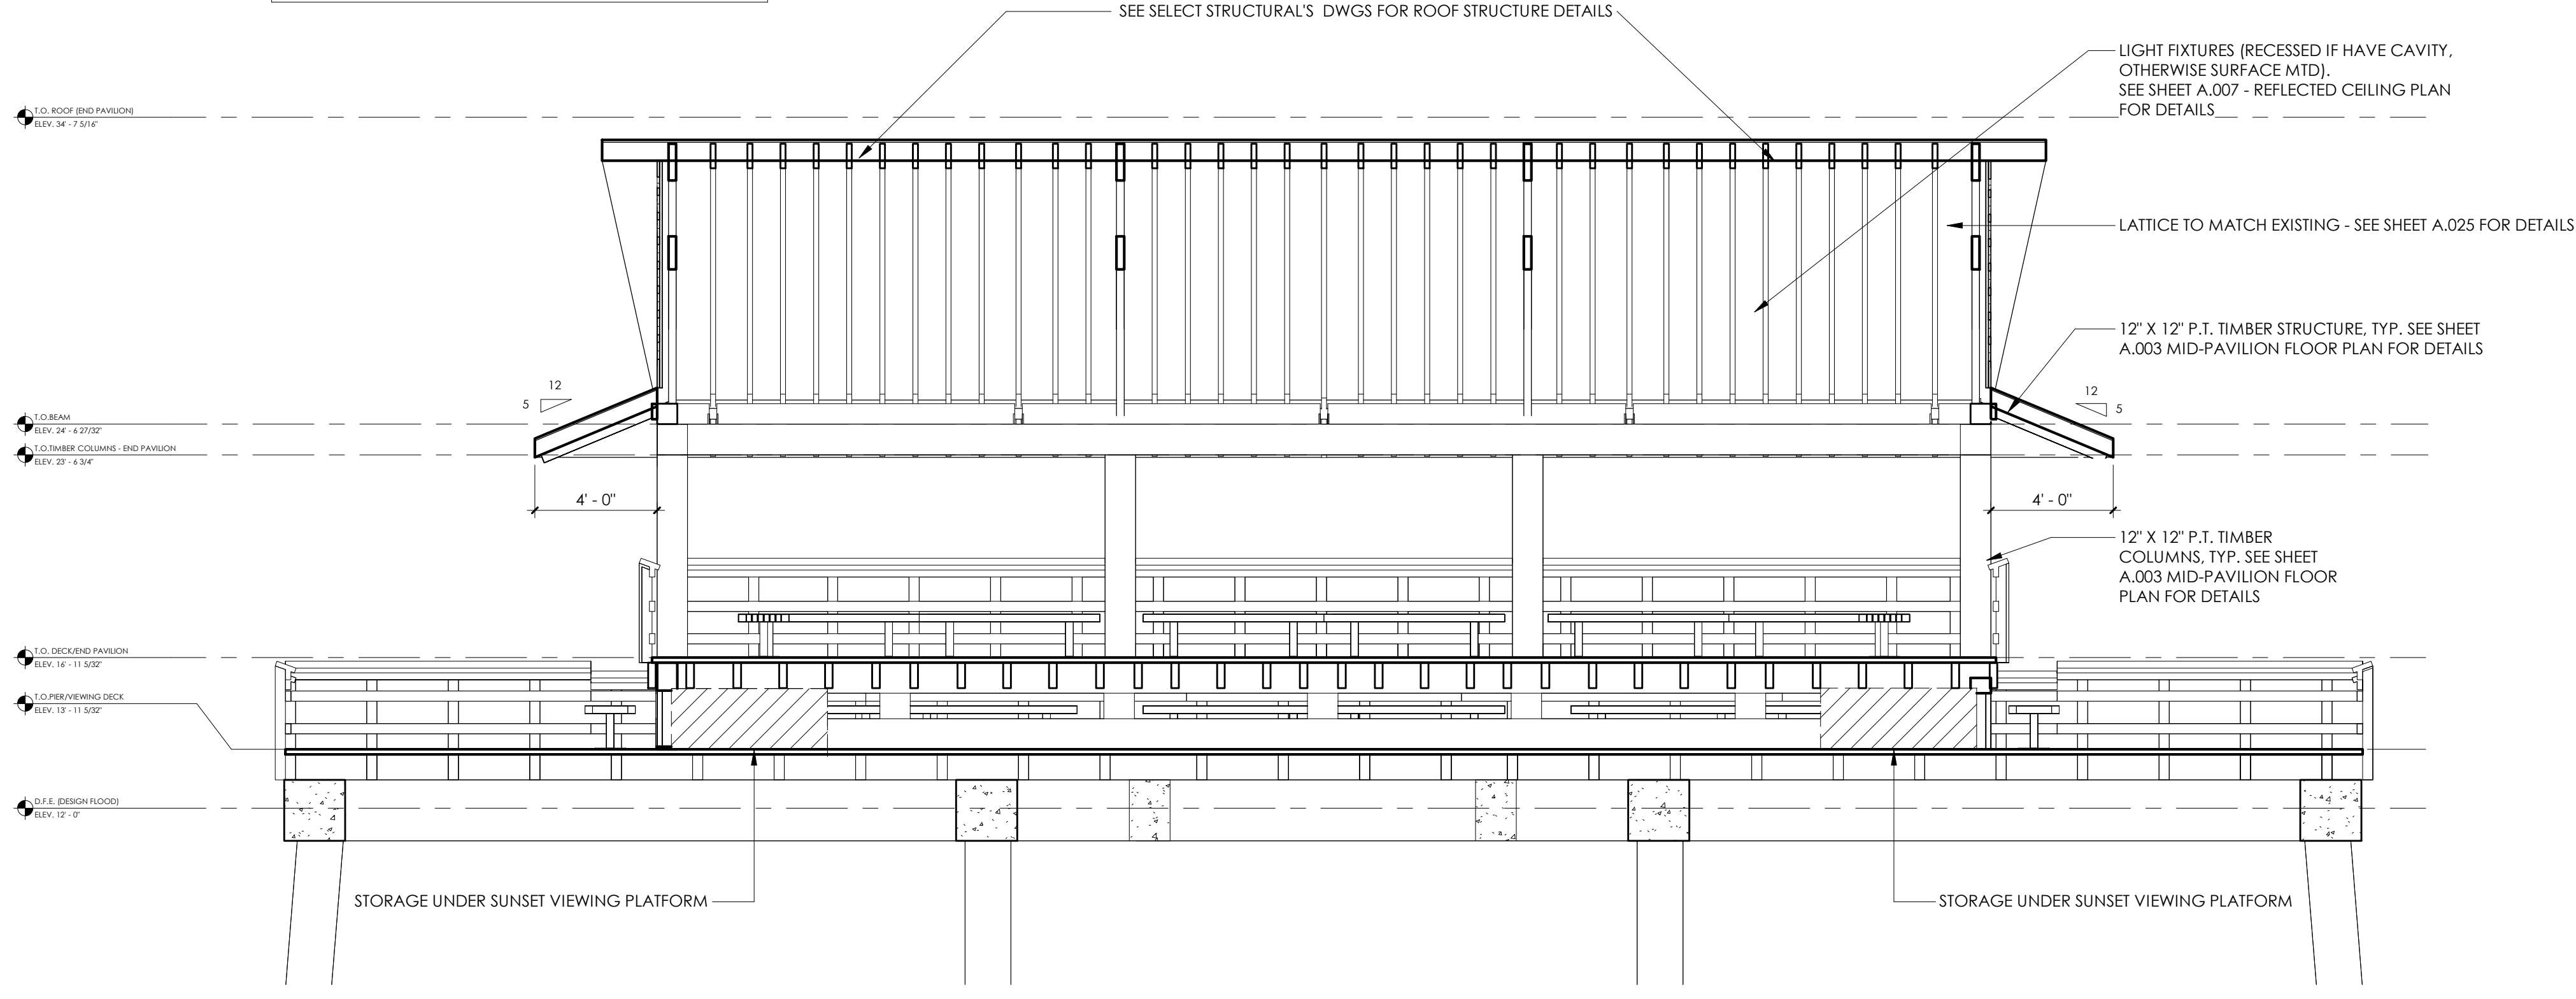 SEE SELECT STRUCTURAL'S DWGS FOR ROOF STRUCTURE DETAILS
LIGHT FIXTURES (RECESSED IF HAVE CAVITY,
OTHERWISE SURFACE MTD).
SEE SHEET A.007 - REFLECTED CEILING PLAN
FOR DETAILS
T.O. ROOF (END PAVILION)
ELEV. 34' - 7 5/16"
LATTICE TO MATCH EXISTING - SEE SHEET A.025 FOR DETAILS
12" X 12" P.T. TIMBER STRUCTURE, TYP. SEE SHEET
A.003 MID-PAVILION FLOOR PLAN FOR DETAILS
12
5
12
5
T.O.BEAM
ELEV. 24' - 6 27/32"
T.O.TIMBER COLUMNS - END PAVILION
ELEV. 23' - 6 3/4"
4' - 0"
4' - 0"
12" X 12" P.T. TIMBER
COLUMNS, TYP. SEE SHEET
A.003 MID-PAVILION FLOOR
PLAN FOR DETAILS
T.O. DECK/END PAVILION
ELEV. 16' - 11 5/32"
T.O.PIER/VIEWING DECK
ELEV. 13' - 11 5/32"
D.F.E. (DESIGN FLOOD)
ELEV. 12' - 0"
STORAGE UNDER SUNSET VIEWING PLATFORM
STORAGE UNDER SUNSET VIEWING PLATFORM